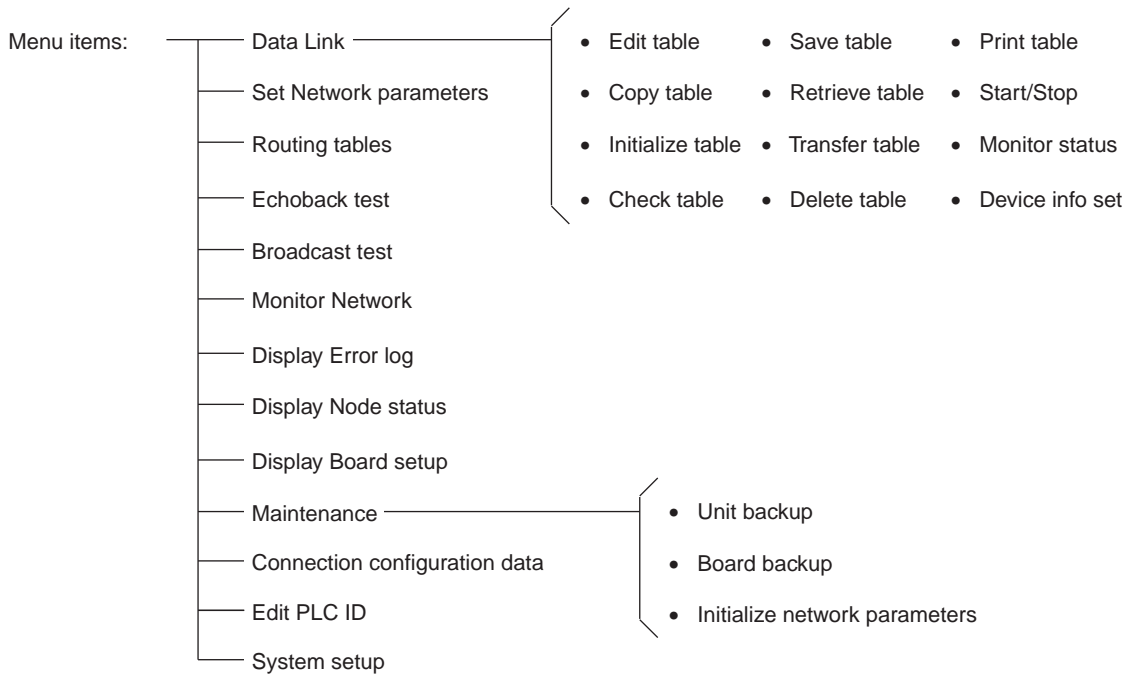 Menu items:
Data Link
• Edit table • Save table • Print table
Set Network parameters
• Copy table • Retrieve table • Start/Stop
Routing tables
• Initialize table • Transfer table • Monitor status
Echoback test
• Check table • Delete table • Device info set
Broadcast test
Monitor Network
Display Error log
Display Node status
Display Board setup
Maintenance
• Unit backup
Connection configuration data
• Board backup
Edit PLC ID
• Initialize network parameters
System setup